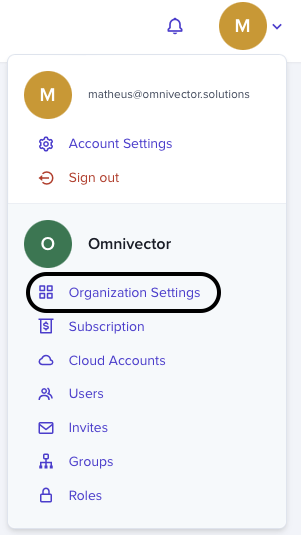 M
M
matheus@omnivector.solutions
Account Settings
Sign out
O
Omnivector
Organization Settings
Subscription
Cloud Accounts
Users
Invites
Groups
Roles